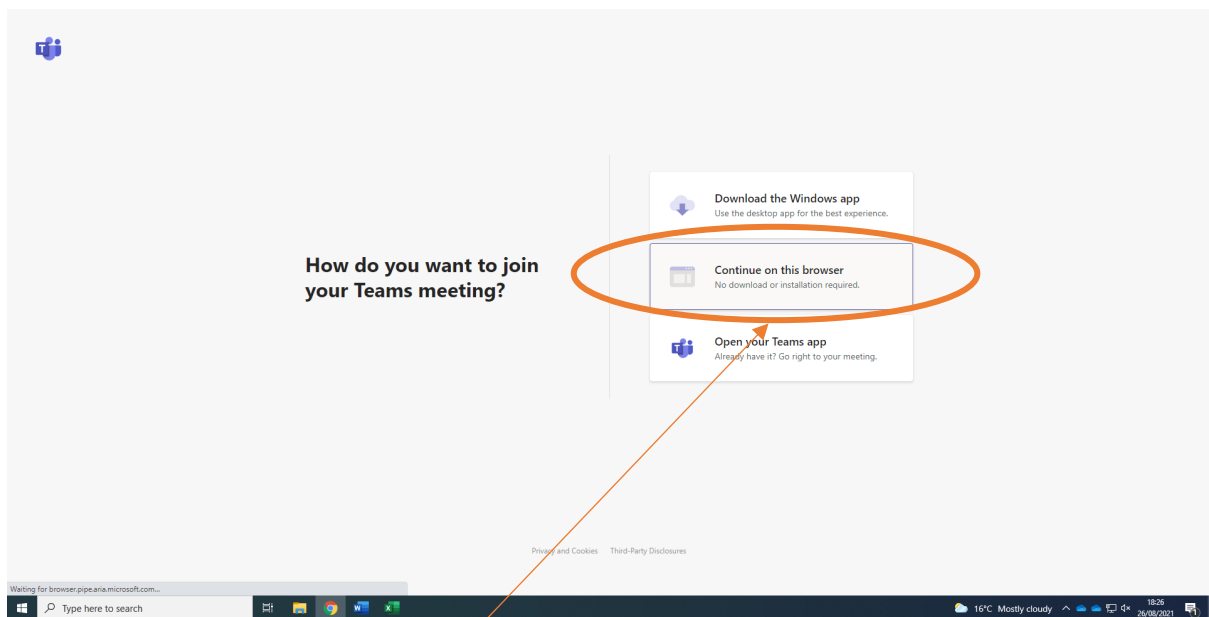 How do you want to join
your Teams meeting?
Download the Windows app
Use the desktop app for the best experience.
Continue on this browser
No download or installation required.
Open your Teams app
Already have it? Go right to your meeting.
Privacy and Cookies Third-Party Disclosures
Waiting for browser.pipe.aria.microsoft.com...
Type here to search
16°C Mostly cloudy
18:26
26/08/2021
1